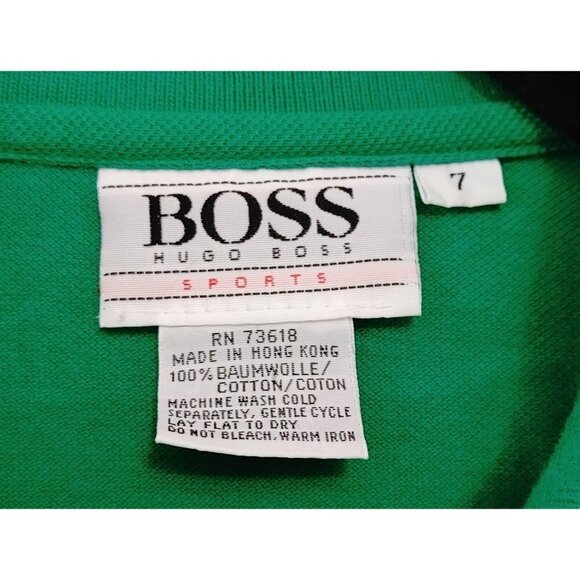 BOSS
HUGO BOSS
SPORTS
7
RN 73618
MADE IN HONG KONG
100% BAUMWOLLE/
COTTON/COTON
MACHINE WASH COLD
SEPARATELY, GENTLE CYCLE
LAY FLAT TO DRY
DO NOT BLEACH, WARM IRON